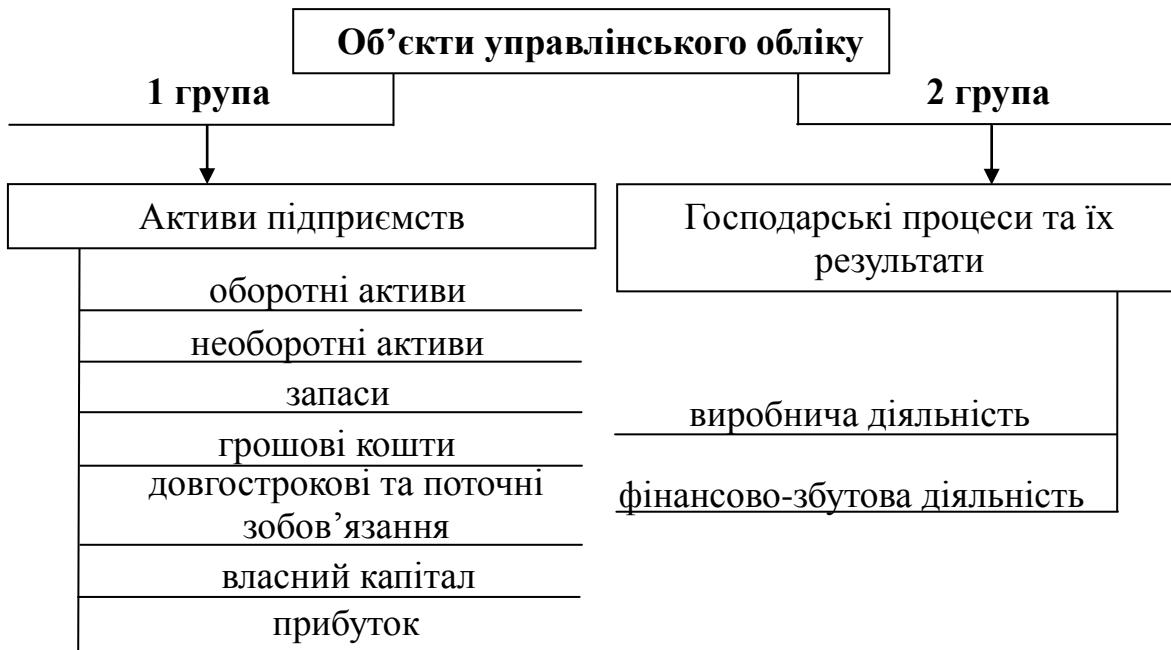 Об’єкти управлінського обліку
1 група
2 група
Активи підприємств
оборотні активи
необоротні активи
запаси
грошові кошти
довгострокові та поточні
зобов’язання
власний капітал
прибуток
Господарські процеси та їх
результати
виробнича діяльність
фінансово-збутова діяльність